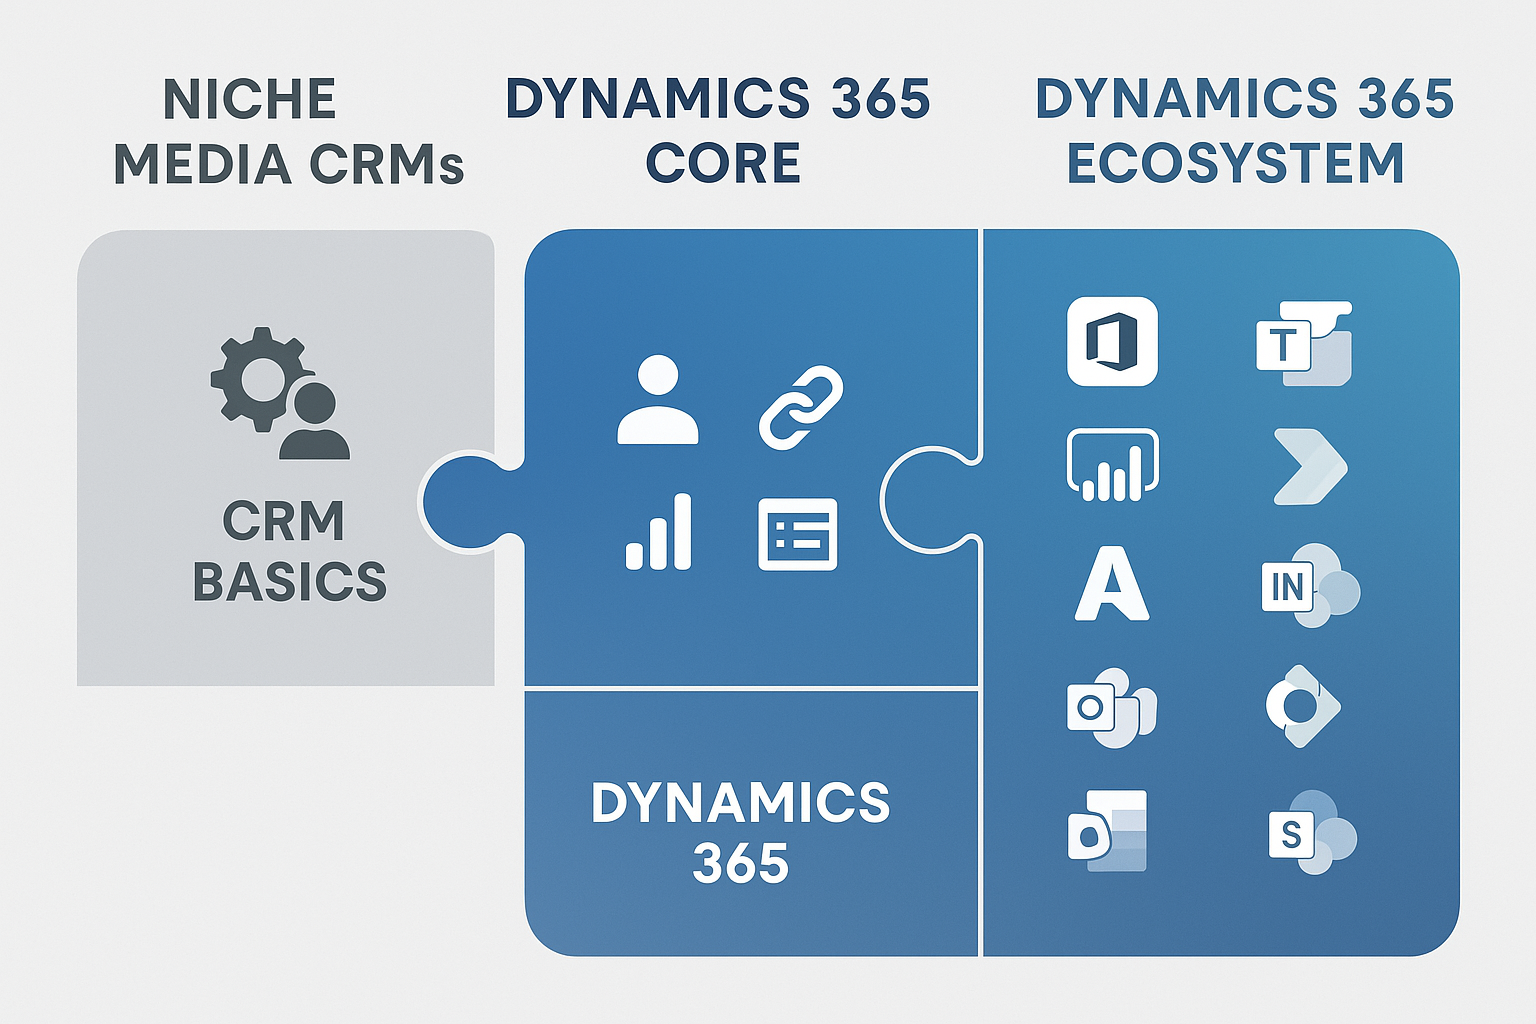 NICHE
MEDIA CRMs
DYNAMICS 365
CORE
DYNAMICS 365
ECOSYSTEM
CRM
BASICS
DYNAMICS
365
T
A
IN
O
D
S